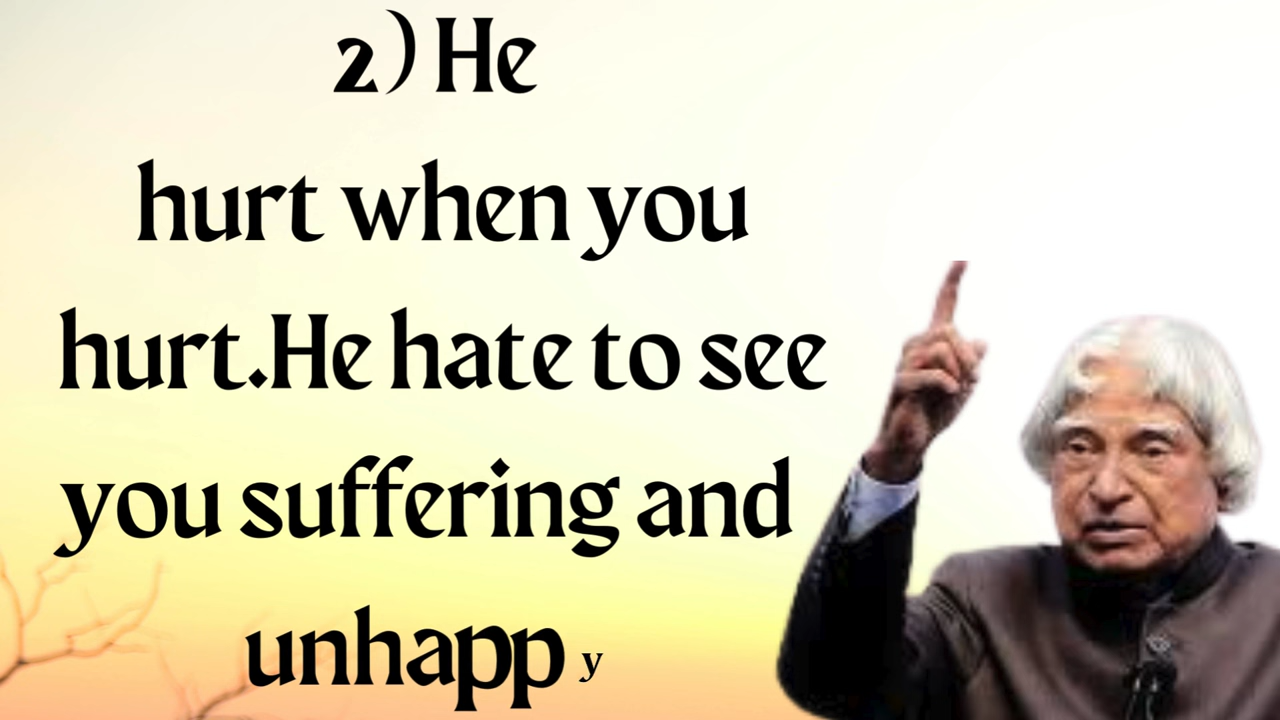 2) He
hurt when you
hurt.He hate to see
you suffering and
unhapp y